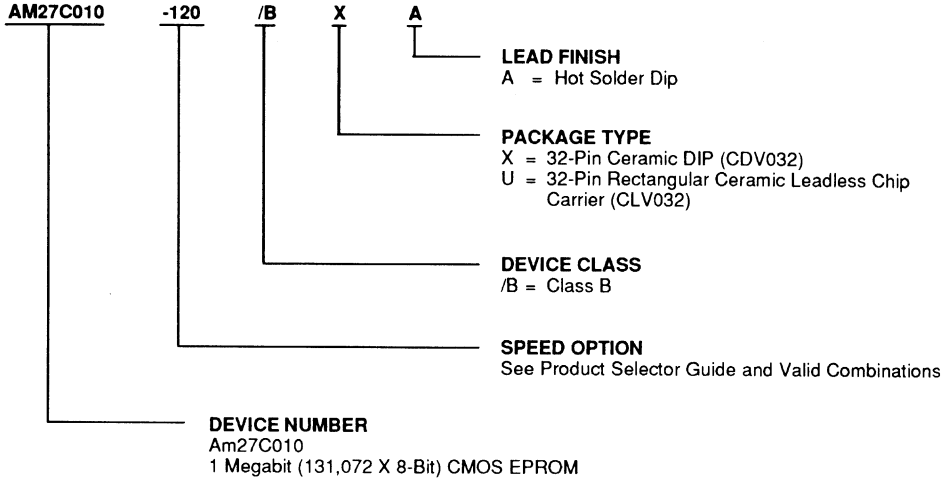 AM27C010 -120 /B X A
LEAD FINISH
A = Hot Solder Dip
PACKAGE TYPE
X = 32-Pin Ceramic DIP (CDV032)
U = 32-Pin Rectangular Ceramic Leadless Chip
Carrier (CLV032)
DEVICE CLASS
/B = Class B
SPEED OPTION
See Product Selector Guide and Valid Combinations
DEVICE NUMBER
Am27C010
1 Megabit (131,072 X 8-Bit) CMOS EPROM